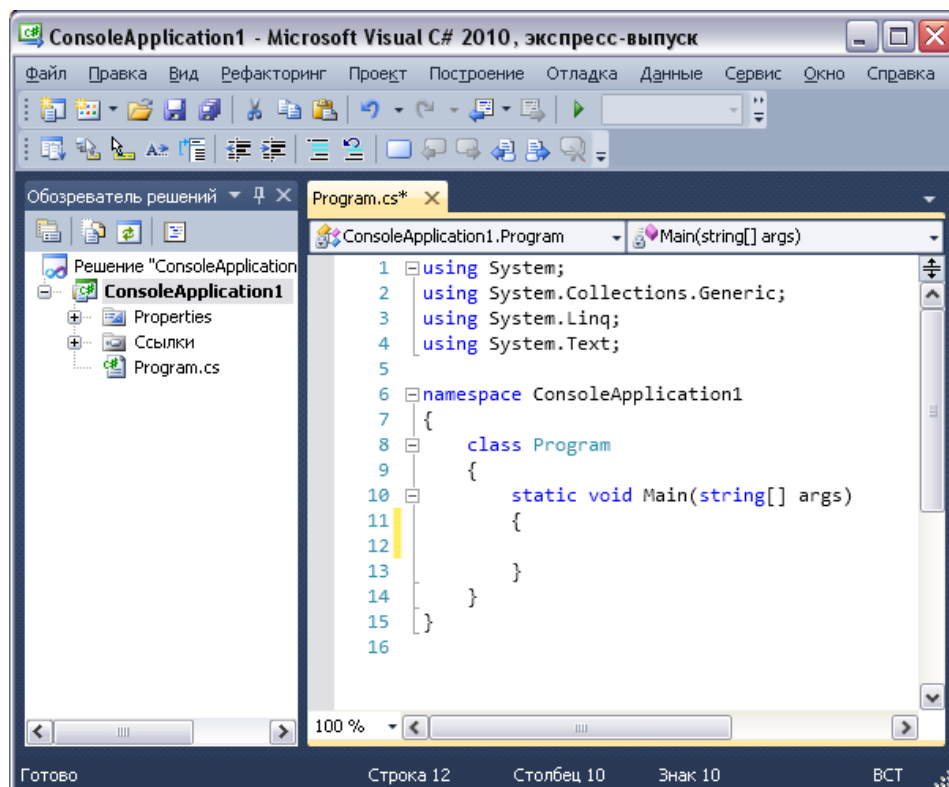 ConsoleApplication1 - Microsoft Visual C# 2010, экспресс-выпуск
Файл Правка Вид Рефакторинг Проект Построение Отладка Данные Сервис Окно Справка
Обозреватель решений
Решение "ConsoleApplication
ConsoleApplication1
Properties
Ссылки
Program.cs
Program.cs*
ConsoleApplication1.Program Main(string[] args)
1 using System;
2 using System.Collections.Generic;
3 using System.Linq;
4 using System.Text;
5
6 namespace ConsoleApplication1
7 {
8 class Program
9 {
10 static void Main(string[] args)
11 {
12
13 }
14 }
15 }
16
100 %
Готово Строка 12 Столбец 10 Знак 10 ВСТ